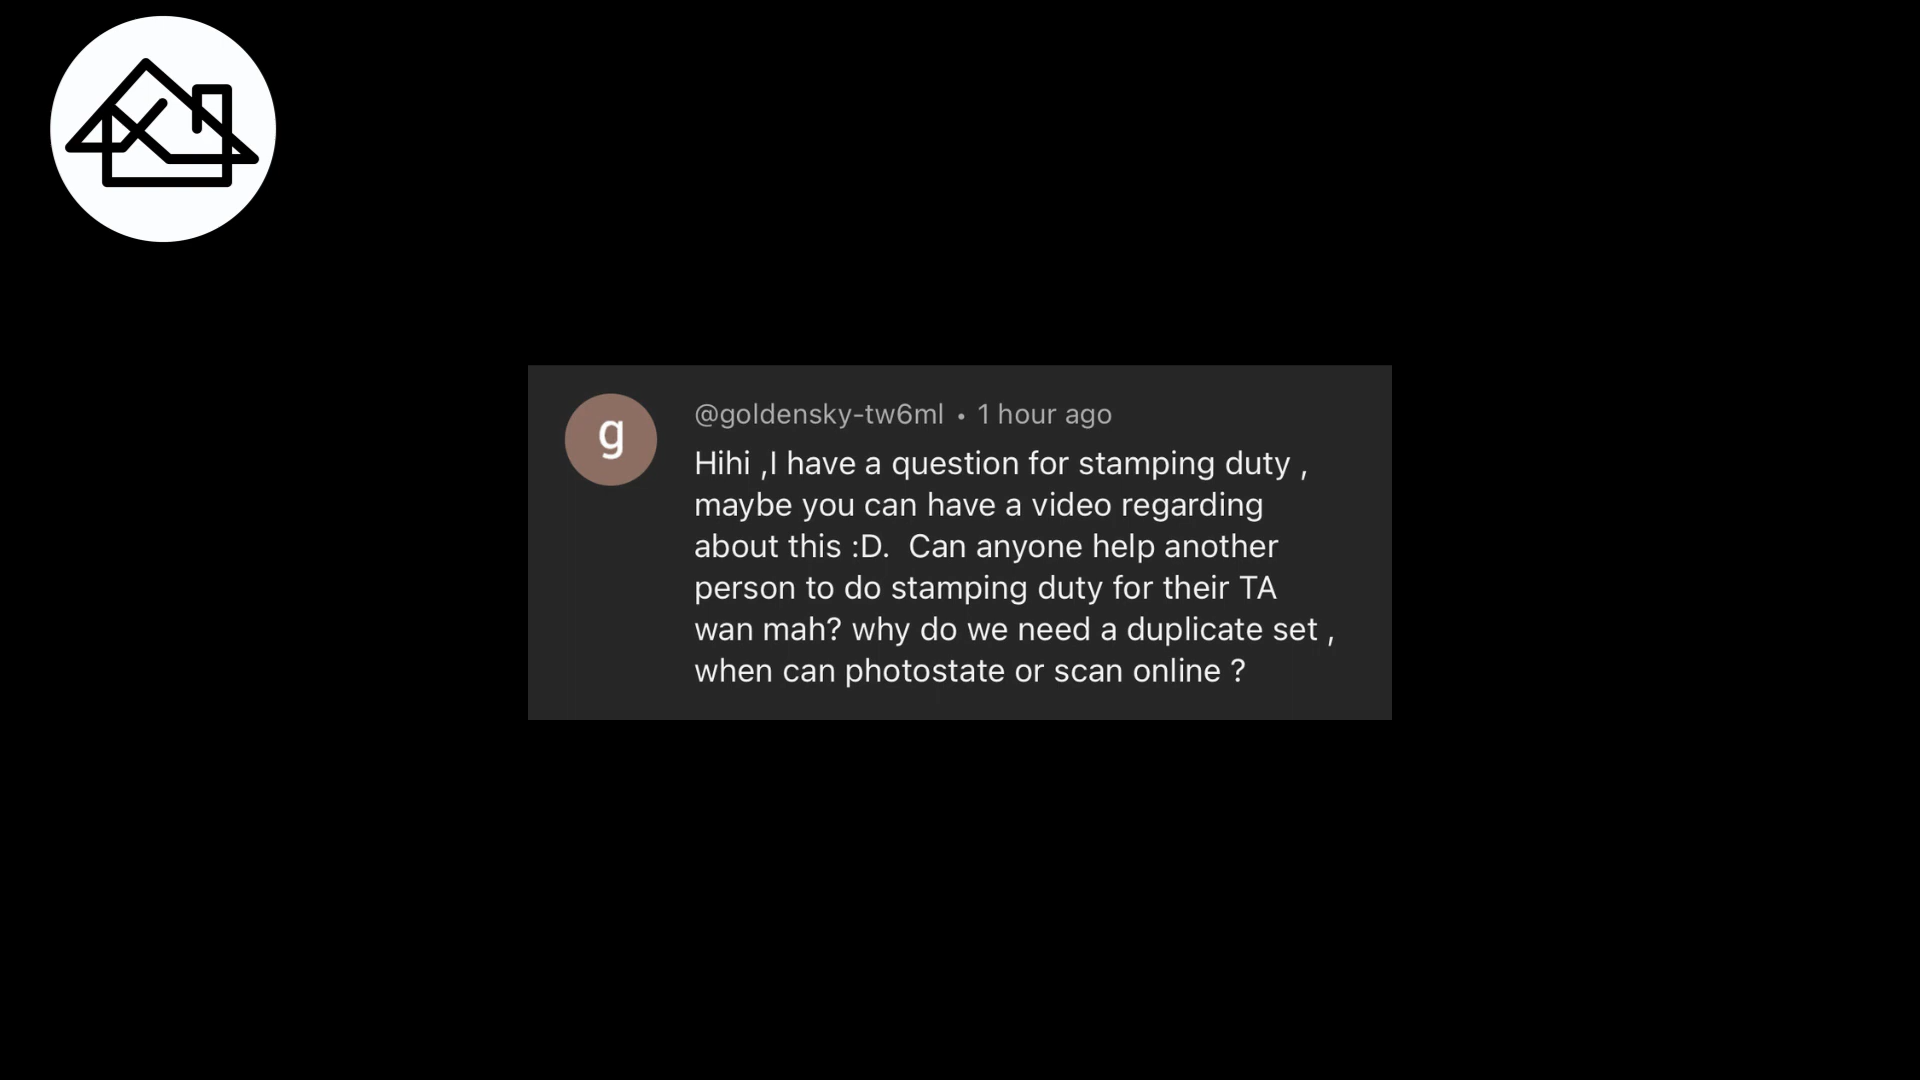 g
@goldensky-tw6ml • 1 hour ago
Hihi ,I have a question for stamping duty ,
maybe you can have a video regarding
about this :D.  Can anyone help another
person to do stamping duty for their TA
wan mah? why do we need a duplicate set ,
when can photostate or scan online ?